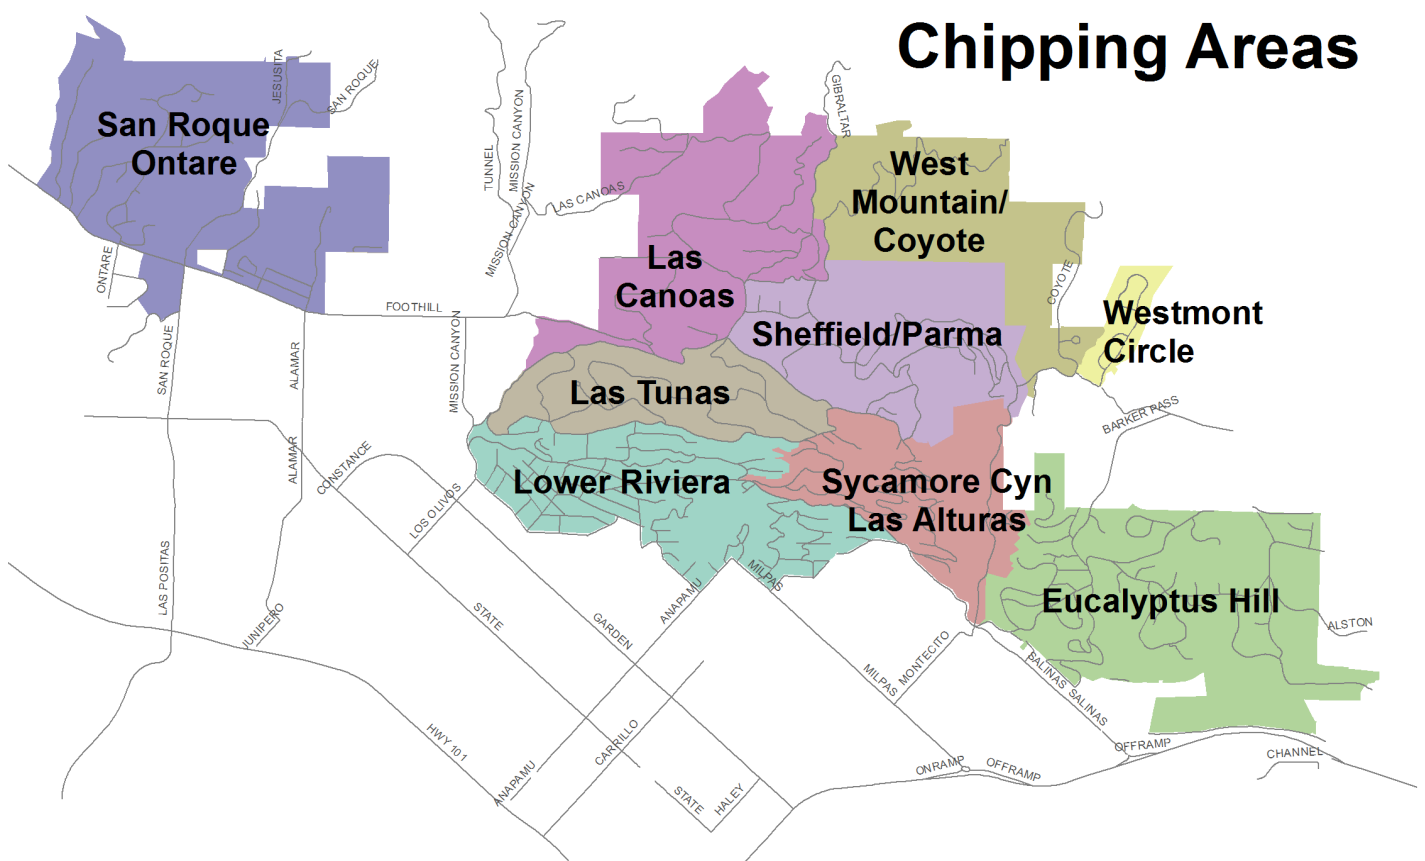 Chipping Areas
San Roque
Ontare
JESUSITA
SAN ROQUE
TUNNEL
MISSION CANYON
MISSION CANYON
LAS CANOAS
GIBRALTAR
West
Mountain/
Coyote
Las
Canoas
ONTARE
COYOTE
Westmont
Circle
FOOTHILL
Sheffield/Parma
SAN ROQUE
ALAMAR
MISSION CANYON
Las Tunas
BARKER PASS
ALAMAR
CONSTANCE
LOS OLIVOS
Lower Riviera
Sycamore Cyn
Las Alturas
LAS POSITAS
JUNIPERO
STATE
GARDEN
ANAPAMU
MILPAS
Eucalyptus Hill
ALSTON
MILPAS
MONTECITO
SALINAS
SALINAS
HWY 101
CARRILLO
ANAPAMU
STATE
HALEY
ONRAMP
OFFRAMP
OFFRAMP
CHANNEL